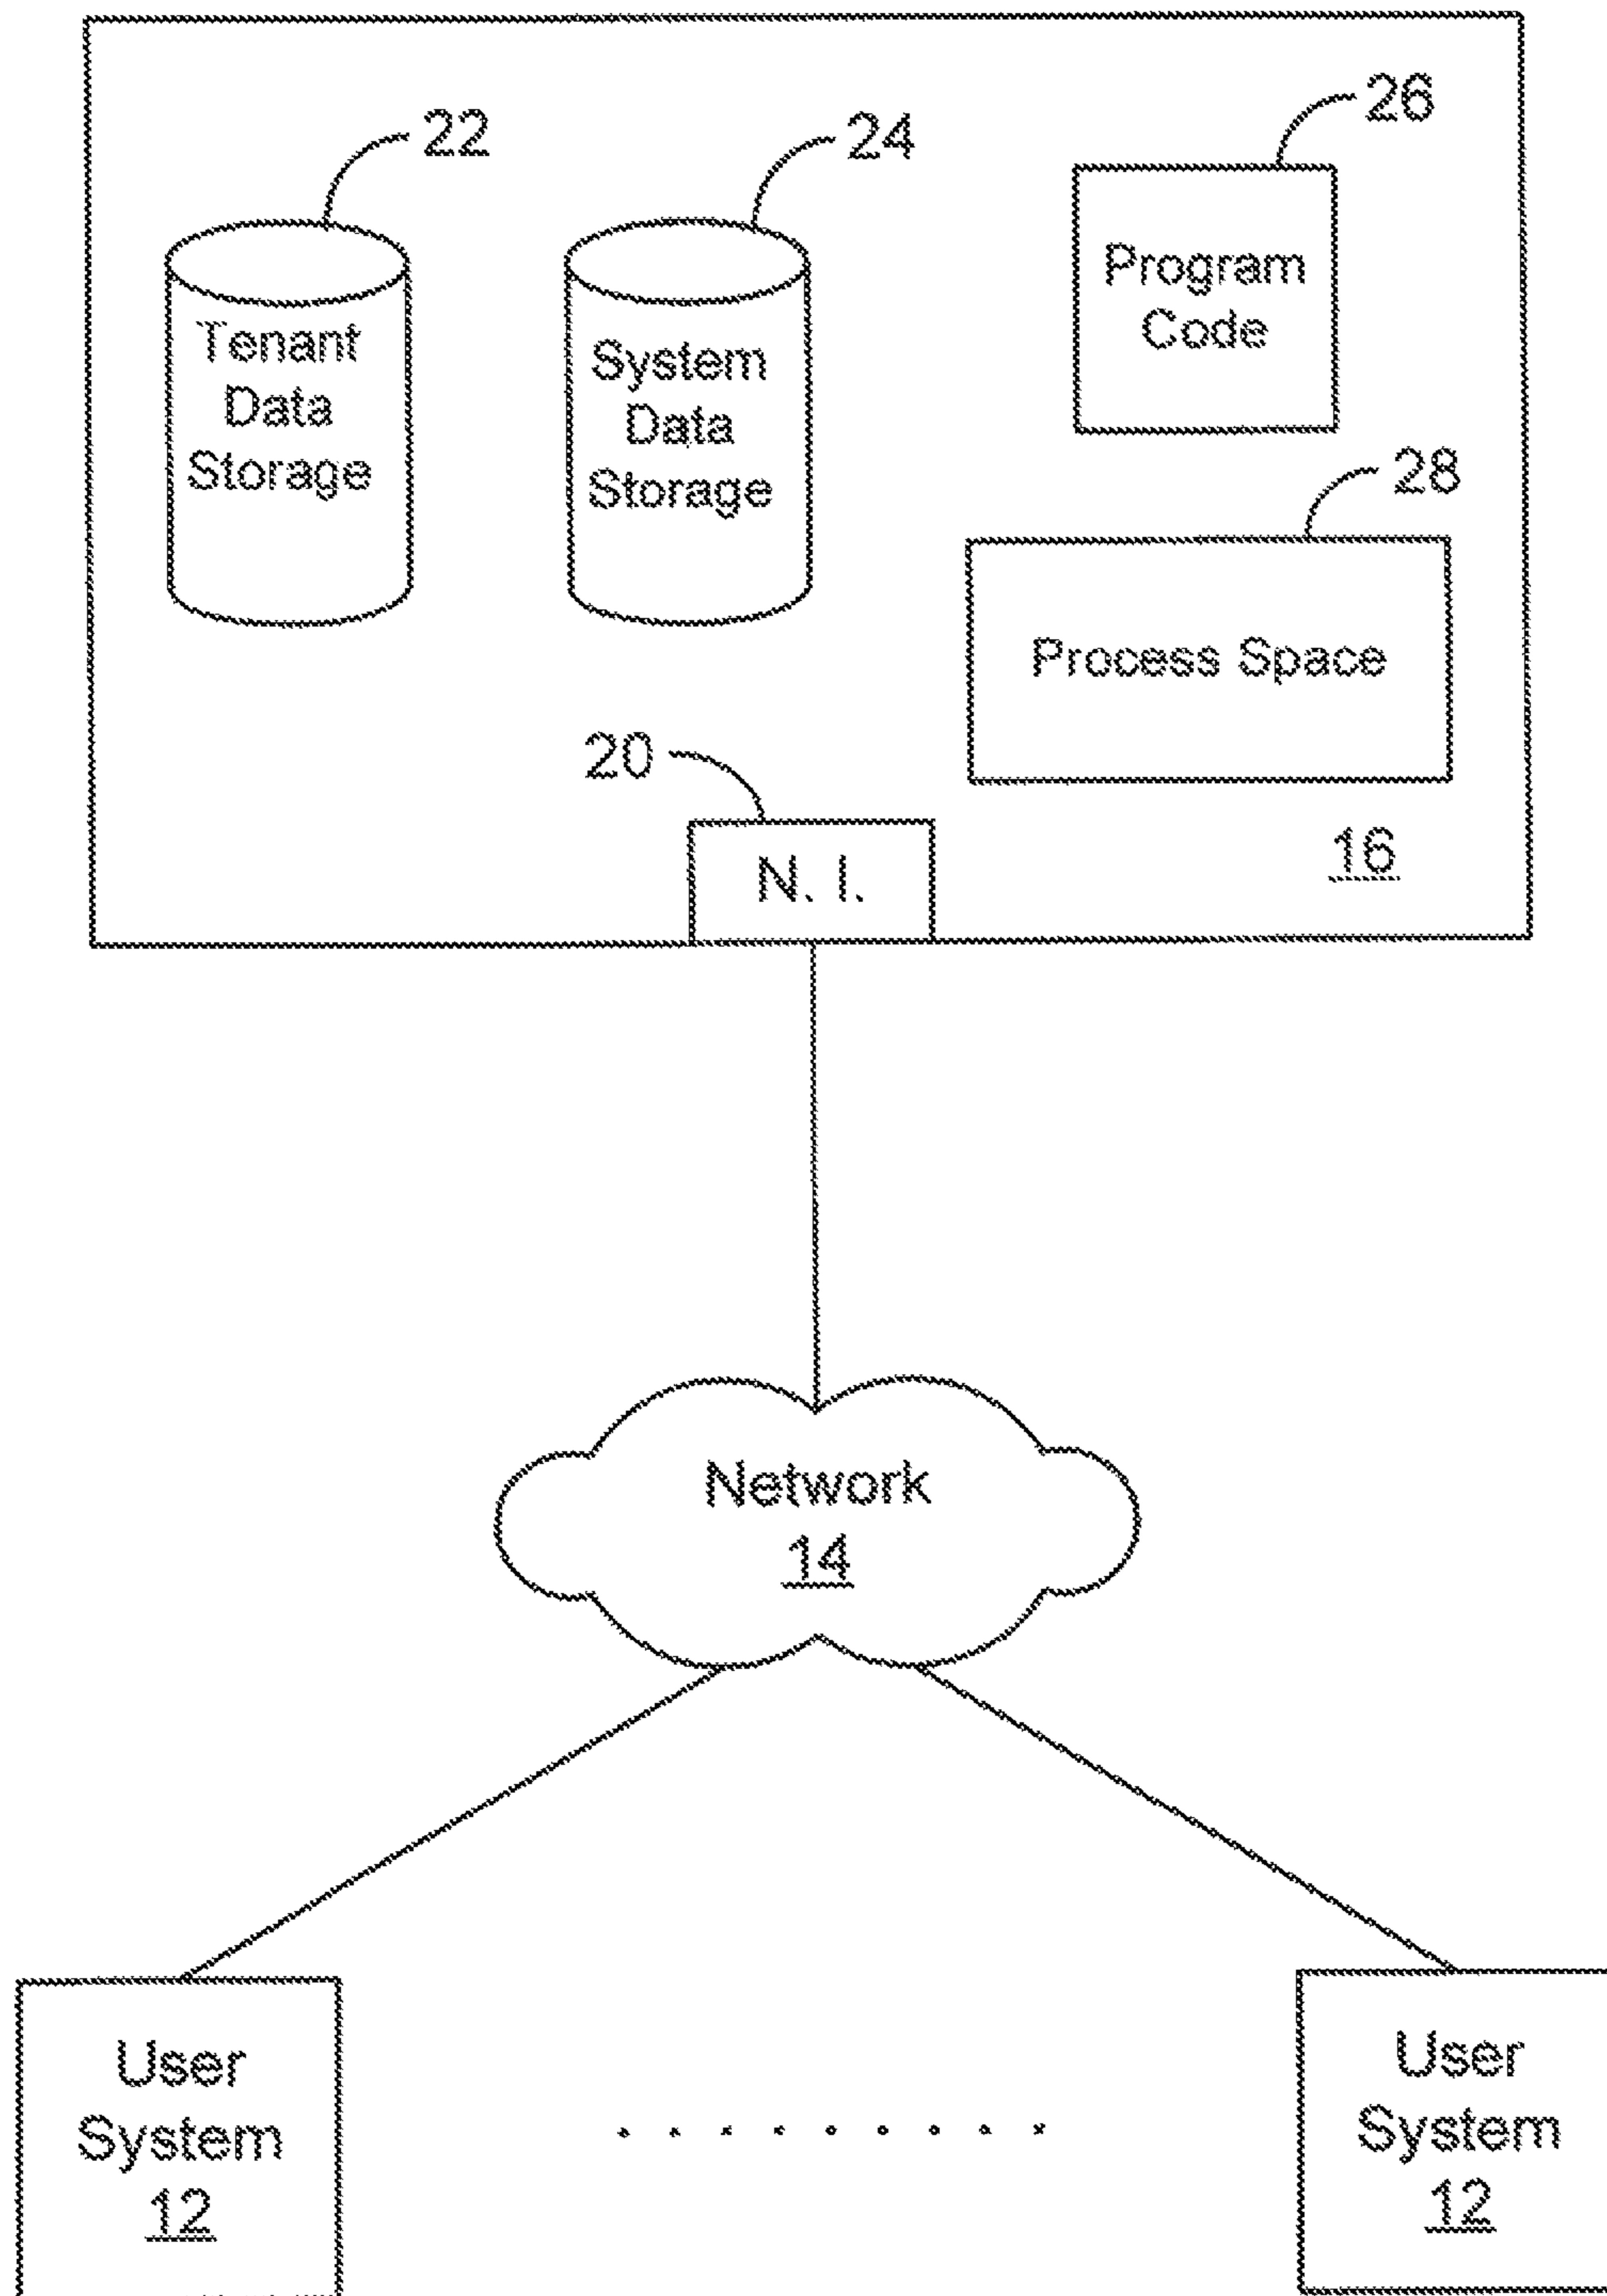 22
24
26
Tenant
Data
Storage
System
Data
Storage
Program
Code
28
Process Space
20
N. I.
16
Network
14
User
System
12
User
System
12